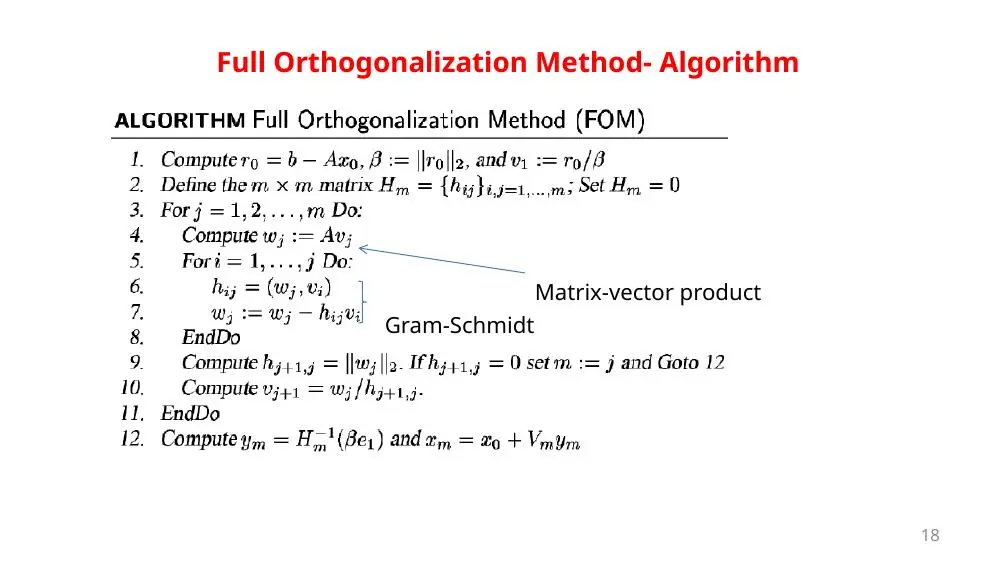 Full Orthogonalization Method- Algorithm
ALGORITHM Full Orthogonalization Method (FOM)
1. Compute r₀ = b − Ax₀, β := ||r₀||₂, and v₁ := r₀/β
2. Define the m × m matrix Hₘ = {hᵢⱼ}ᵢ,ⱼ₌₁,...,ₘ; Set Hₘ = 0
3. For j = 1, 2, . . . , m Do:
4. Compute wⱼ := Avⱼ
5. For i = 1, . . . , j Do:
6. hᵢⱼ = (wⱼ, vᵢ)
Matrix-vector product
7. wⱼ := wⱼ − hᵢⱼvᵢ
Gram-Schmidt
8. EndDo
9. Compute hⱼ₊₁,ⱼ = ||wⱼ||₂. If hⱼ₊₁,ⱼ = 0 set m := j and Goto 12
10. Compute vⱼ₊₁ = wⱼ/hⱼ₊₁,ⱼ.
11. EndDo
12. Compute yₘ = Hₘ⁻¹(βe₁) and xₘ = x₀ + Vₘyₘ
18